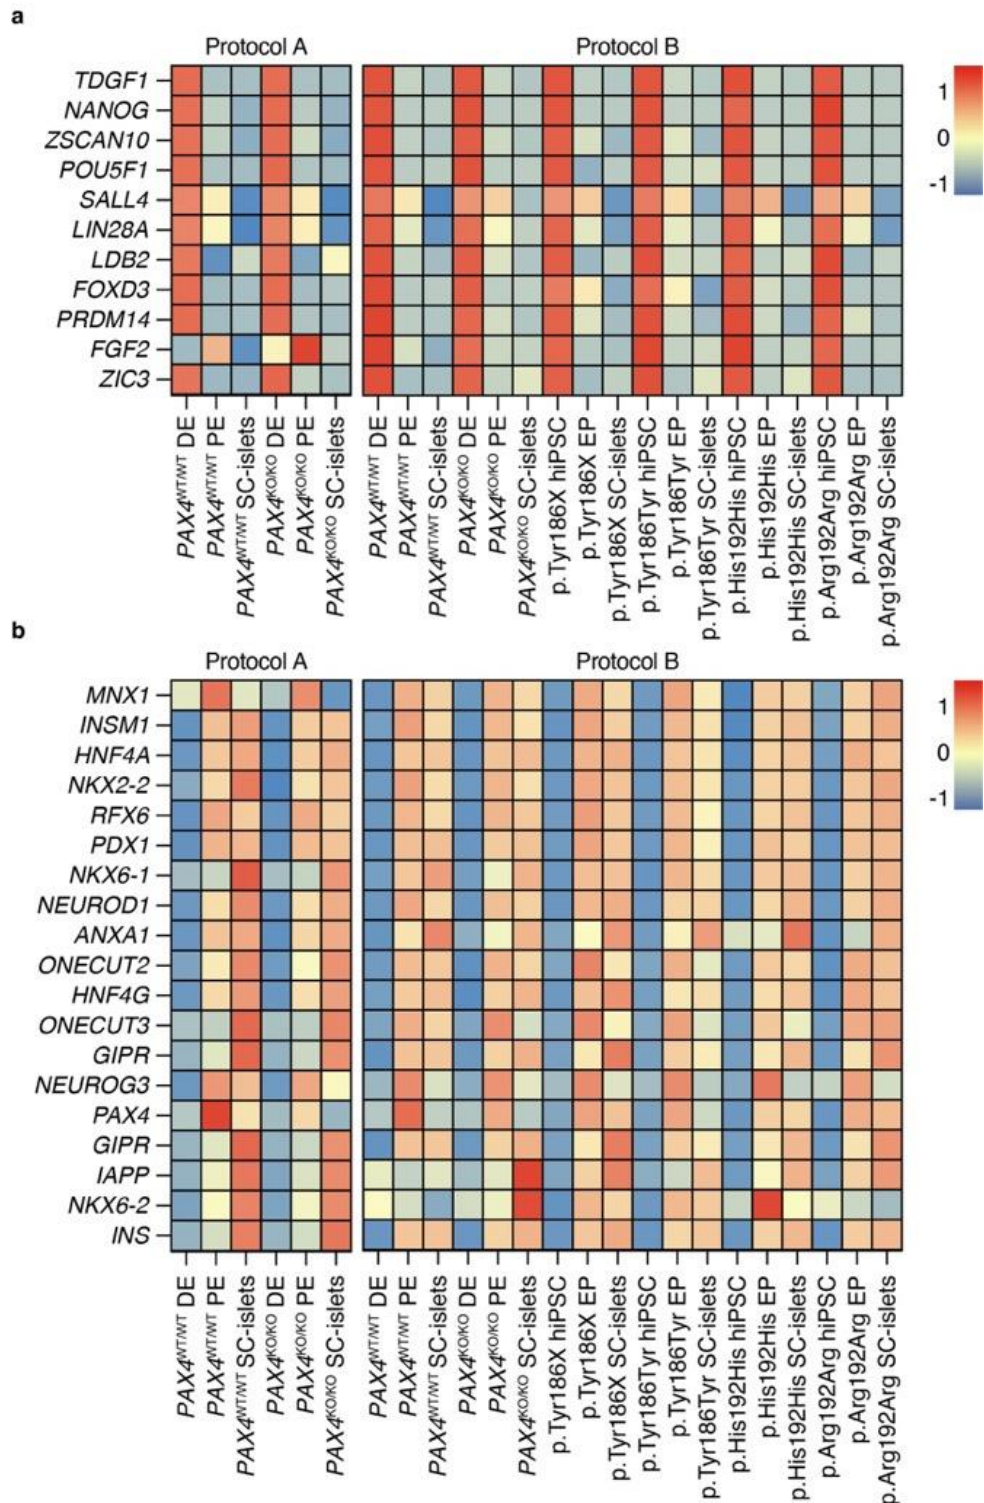 a
Protocol A
Protocol B
TDGF1
NANOG
ZSCAN10
POU5F1
SALL4
LIN28A
LDB2
FOXD3
PRDM14
FGF2
ZIC3
1
0
-1
PAX4WT/WT DE
PAX4WT/WT PE
PAX4WT/WT SC-islets
PAX4KO/KO DE
PAX4KO/KO PE
PAX4KO/KO SC-islets
PAX4WT/WT DE
PAX4WT/WT PE
PAX4WT/WT SC-islets
PAX4KO/KO DE
PAX4KO/KO PE
PAX4KO/KO SC-islets
p.Tyr186X hiPSC
p.Tyr186X EP
p.Tyr186X SC-islets
p.Tyr186Tyr hiPSC
p.Tyr186Tyr EP
p.Tyr186Tyr SC-islets
p.His192His hiPSC
p.His192His EP
p.His192His SC-islets
p.Arg192Arg hiPSC
p.Arg192Arg EP
p.Arg192Arg SC-islets
b
Protocol A
Protocol B
MNX1
INSM1
HNF4A
NKX2-2
RFX6
PDX1
NKX6-1
NEUROD1
ANXA1
ONECUT2
HNF4G
ONECUT3
GIPR
NEUROG3
PAX4
GIPR
IAPP
NKX6-2
INS
1
0
-1
PAX4WT/WT DE
PAX4WT/WT PE
PAX4WT/WT SC-islets
PAX4KO/KO DE
PAX4KO/KO PE
PAX4KO/KO SC-islets
PAX4WT/WT DE
PAX4WT/WT PE
PAX4WT/WT SC-islets
PAX4KO/KO DE
PAX4KO/KO PE
PAX4KO/KO SC-islets
p.Tyr186X hiPSC
p.Tyr186X EP
p.Tyr186X SC-islets
p.Tyr186Tyr hiPSC
p.Tyr186Tyr EP
p.Tyr186Tyr SC-islets
p.His192His hiPSC
p.His192His EP
p.His192His SC-islets
p.Arg192Arg hiPSC
p.Arg192Arg EP
p.Arg192Arg SC-islets